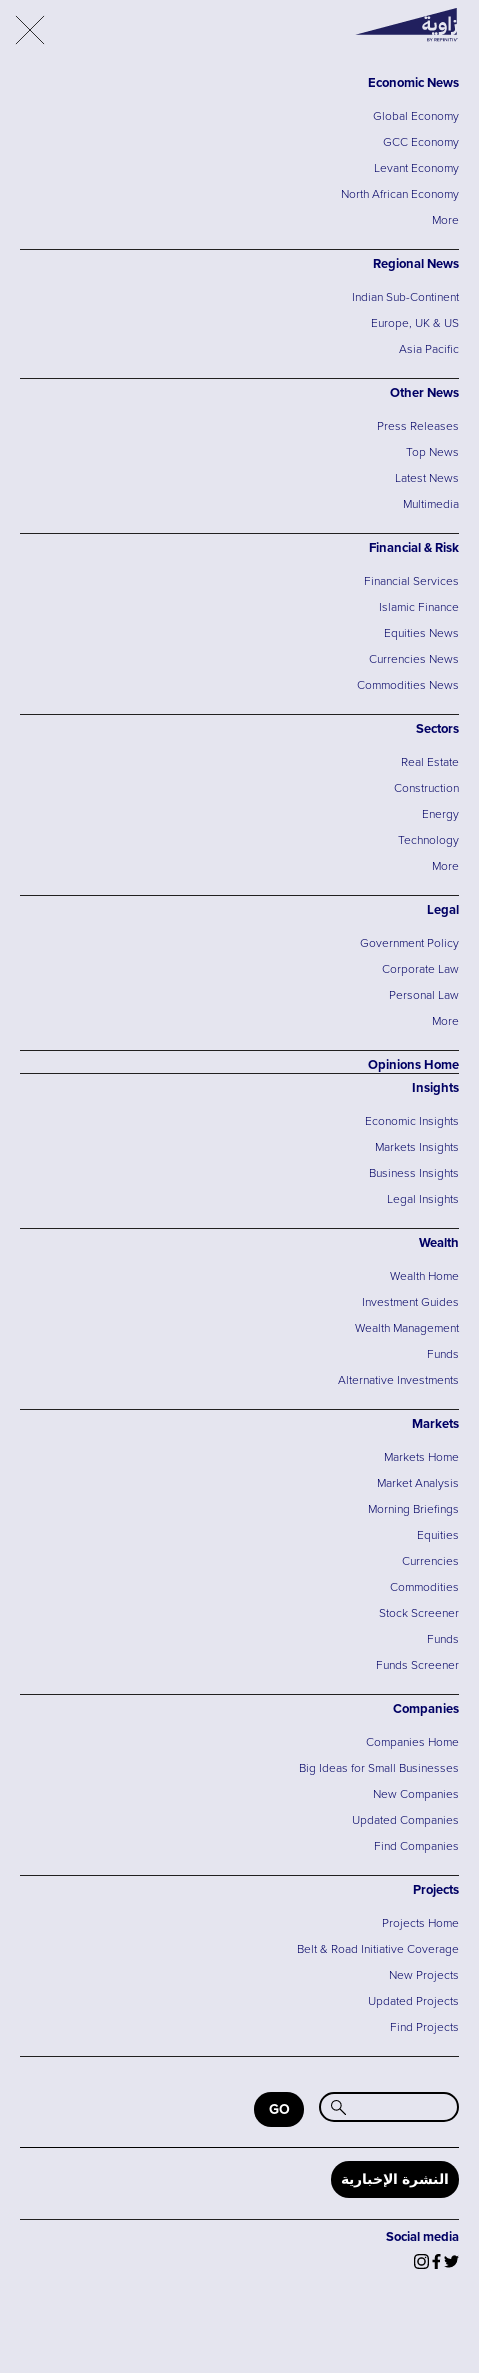 زاوية
BY REFINITIV
Economic News
Global Economy
GCC Economy
Levant Economy
North African Economy
More
Regional News
Indian Sub-Continent
Europe, UK & US
Asia Pacific
Other News
Press Releases
Top News
Latest News
Multimedia
Financial & Risk
Financial Services
Islamic Finance
Equities News
Currencies News
Commodities News
Sectors
Real Estate
Construction
Energy
Technology
More
Legal
Government Policy
Corporate Law
Personal Law
More
Opinions Home
Insights
Economic Insights
Markets Insights
Business Insights
Legal Insights
Wealth
Wealth Home
Investment Guides
Wealth Management
Funds
Alternative Investments
Markets
Markets Home
Market Analysis
Morning Briefings
Equities
Currencies
Commodities
Stock Screener
Funds
Funds Screener
Companies
Companies Home
Big Ideas for Small Businesses
New Companies
Updated Companies
Find Companies
Projects
Projects Home
Belt & Road Initiative Coverage
New Projects
Updated Projects
Find Projects
GO
النشرة الإخبارية
Social media